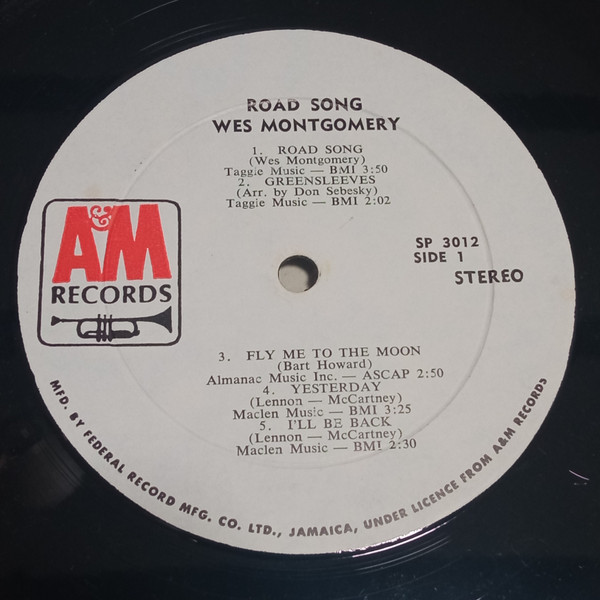 ROAD SONG
WES MONTGOMERY
1. ROAD SONG
(Wes Montgomery)
Taggie Music — BMI 3:50
2. GREENSLEEVES
(Arr. by Don Sebesky)
Taggie Music — BMI 2:02
A&M
RECORDS
SP 3012
SIDE 1
STEREO
3. FLY ME TO THE MOON
(Bart Howard)
Almanac Music Inc. — ASCAP 2:50
4. YESTERDAY
(Lennon — McCartney)
Maclen Music — BMI 3:25
5. I'LL BE BACK
(Lennon — McCartney)
Maclen Music — BMI 2:30
MFD. BY FEDERAL RECORD MFG. CO. LTD., JAMAICA, UNDER LICENCE FROM A&M RECORDS